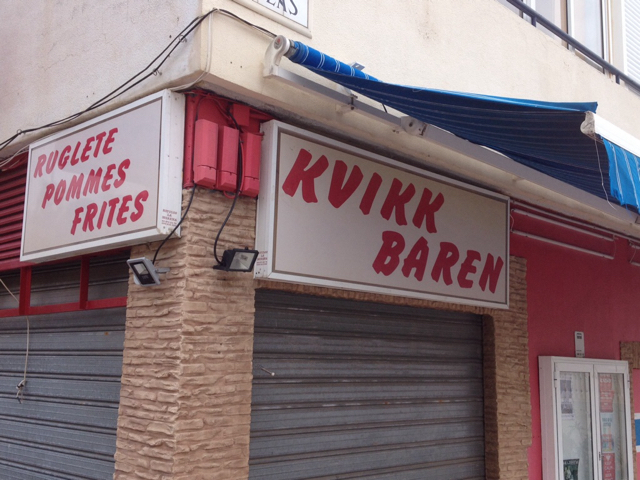 RUGLETE
POMMES
FRITES
KVIKK
BAREN